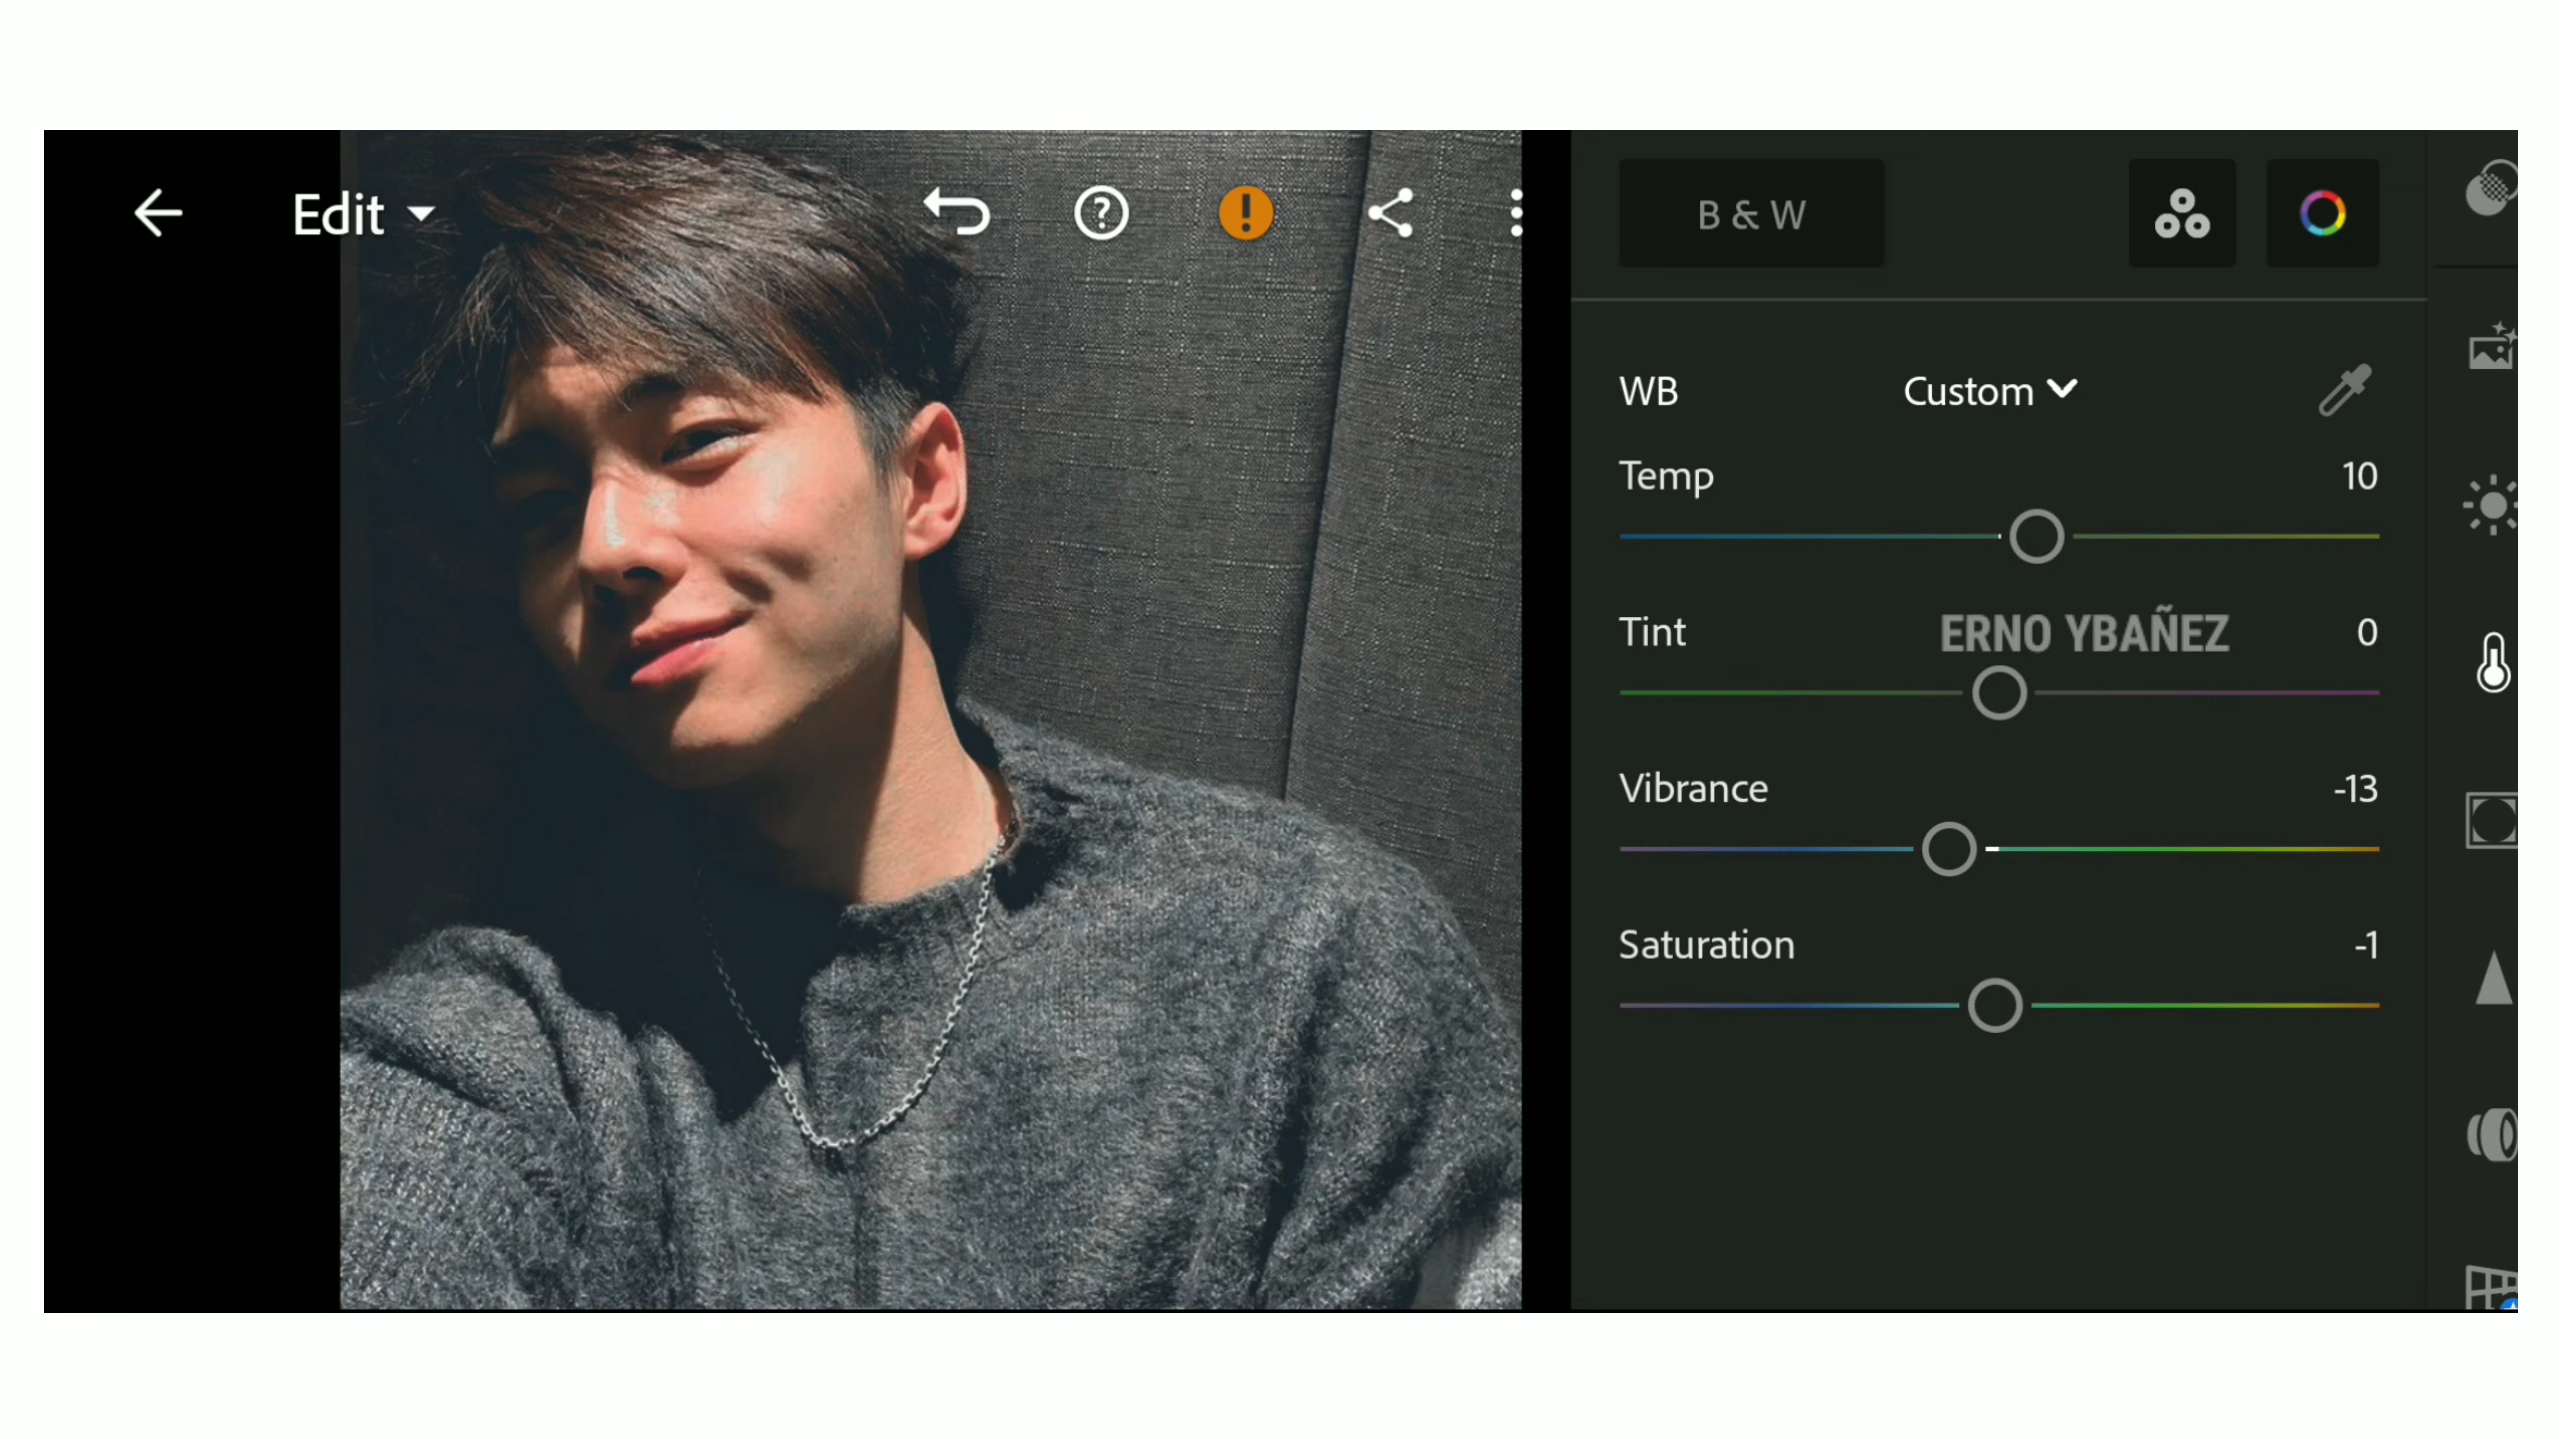 Edit
B & W
WB Custom
Temp 10
ERNO YBAÑEZ
Tint 0
Vibrance -13
Saturation -1